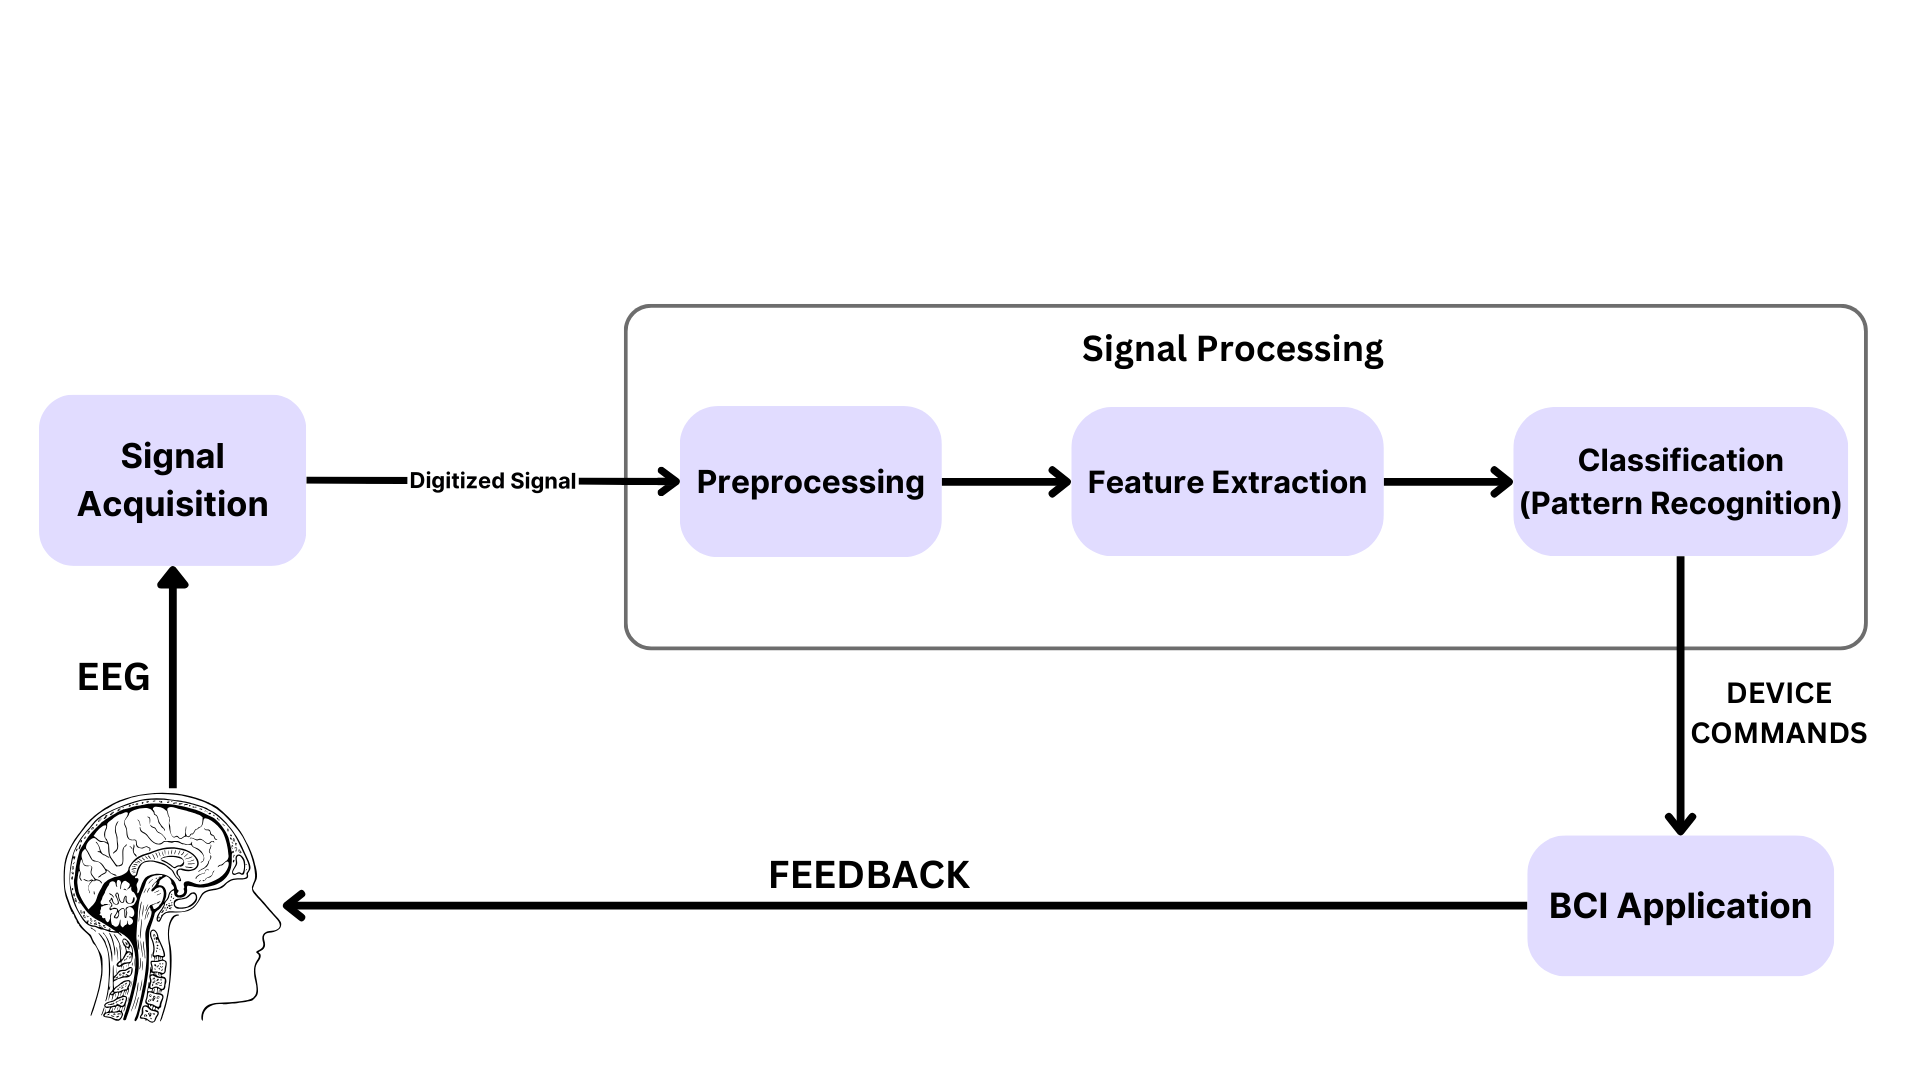 Signal Processing
Signal
Acquisition
Digitized Signal
Preprocessing
Feature Extraction
Classification
(Pattern Recognition)
EEG
DEVICE
COMMANDS
FEEDBACK
BCI Application